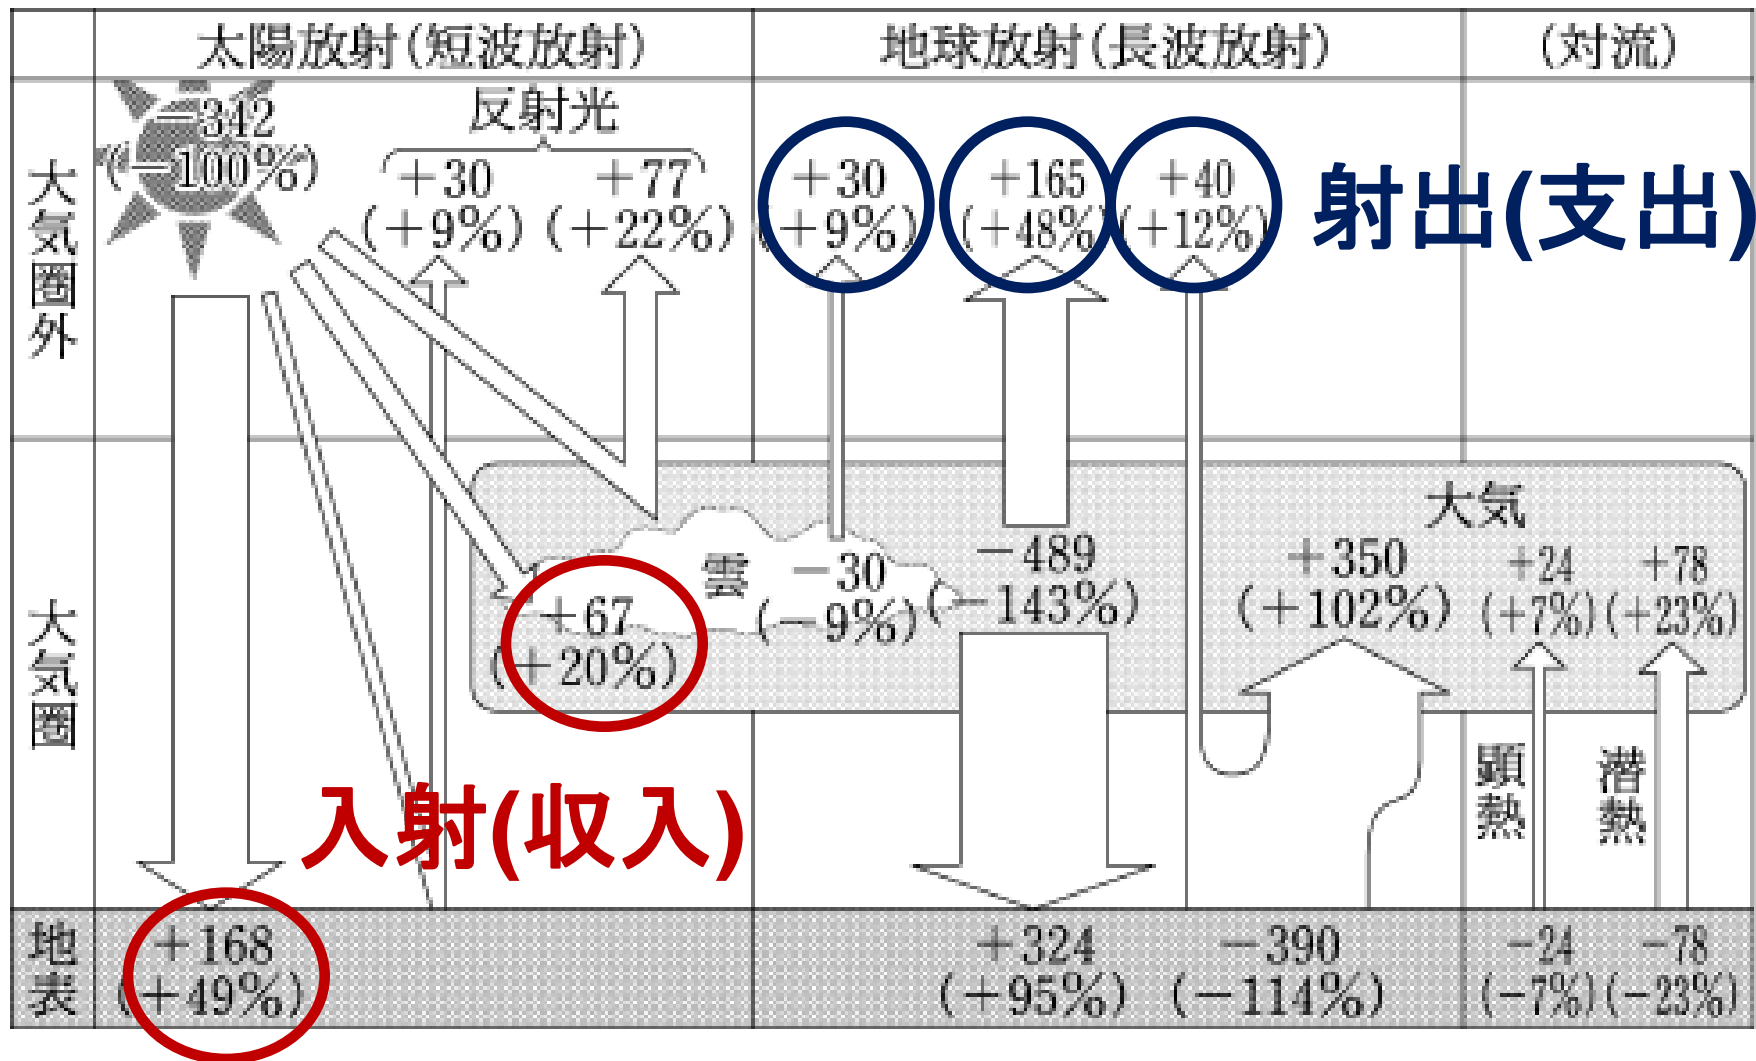 太陽放射(短波放射)
地球放射(長波放射)
(対流)
大気圏外
-342
(-100%)
反射光
+30
(+9%)
+77
(+22%)
+30
(+9%)
+165
(+48%)
+40
(+12%)
射出(支出)
大気圏
大気
雲
+67
(+20%)
-30
(-9%)
-489
(-143%)
+350
(+102%)
+24
(+7%)
+78
(+23%)
顕熱
潜熱
入射(収入)
地表
+168
(+49%)
+324
(+95%)
-390
(-114%)
-24
(-7%)
-78
(-23%)